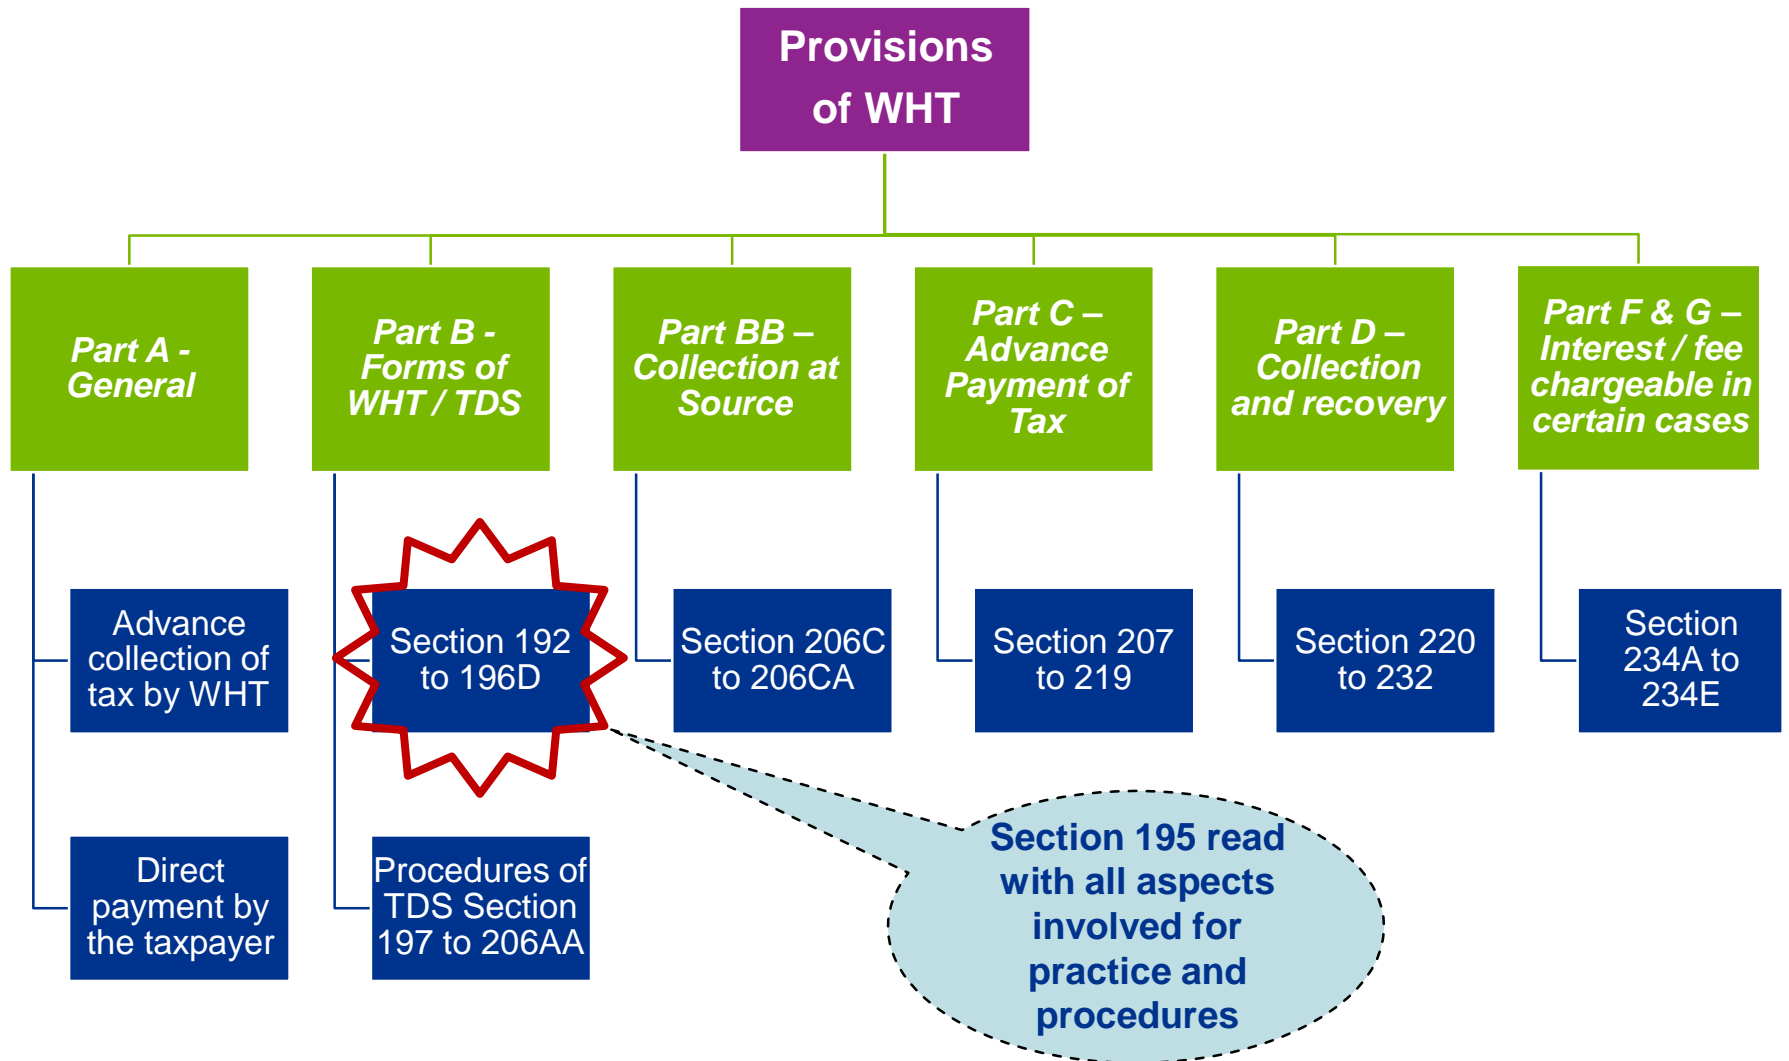 Provisions
of WHT
Part A -
General
Part B -
Forms of
WHT / TDS
Part BB –
Collection at
Source
Part C –
Advance
Payment of
Tax
Part D –
Collection
and recovery
Part F & G –
Interest / fee
chargeable in
certain cases
Advance
collection of
tax by WHT
Section 192
to 196D
Section 206C
to 206CA
Section 207
to 219
Section 220
to 232
Section
234A to
234E
Direct
payment by
the taxpayer
Procedures of
TDS Section
197 to 206AA
Section 195 read
with all aspects
involved for
practice and
procedures